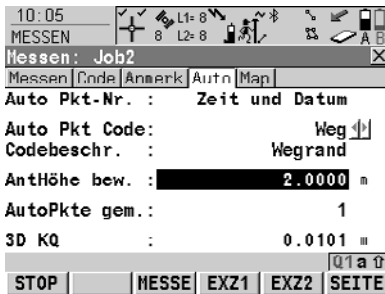 10:05 L1= 8
MESSEN 8 L2= 8 A B
Messen: Job2 X
Messen Code Anmerk Auto Map
Auto Pkt-Nr. : Zeit und Datum
Auto Pkt Code: Weg
Codebeschr. : Wegrand
AntHöhe bew. : 2.0000 m
AutoPkte gem.: 1
3D KQ : 0.0101 m
Q1 a
STOP MESSE EXZ1 EXZ2 SEITE